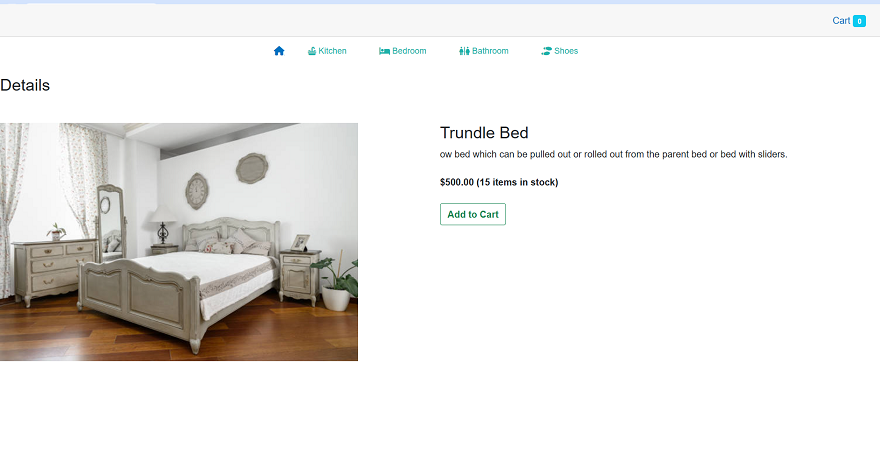 Cart 0
Kitchen Bedroom Bathroom Shoes
Details
Trundle Bed
ow bed which can be pulled out or rolled out from the parent bed or bed with sliders.
$500.00 (15 items in stock)
Add to Cart